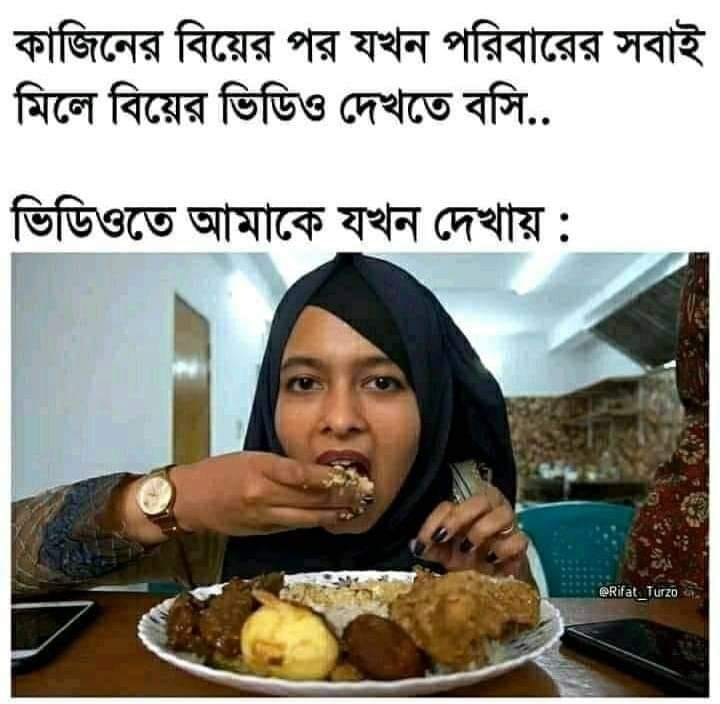 কাজিনের বিয়ের পর যখন পরিবারের সবাই
মিলে বিয়ের ভিডিও দেখতে বসি..
ভিডিওতে আমাকে যখন দেখায় :
@Rifat_Turzo